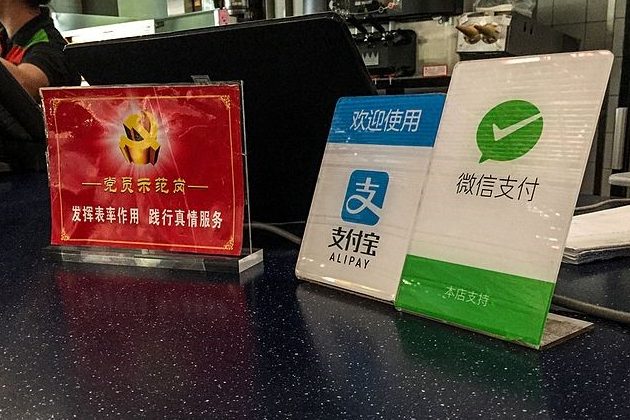 党员示范岗
发挥表率作用 践行真情服务
欢迎使用
支
支付宝
ALIPAY
微信支付
本店支持